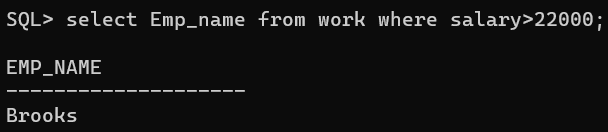 SQL> select Emp_name from work where salary>22000;
EMP_NAME
--------------------
Brooks